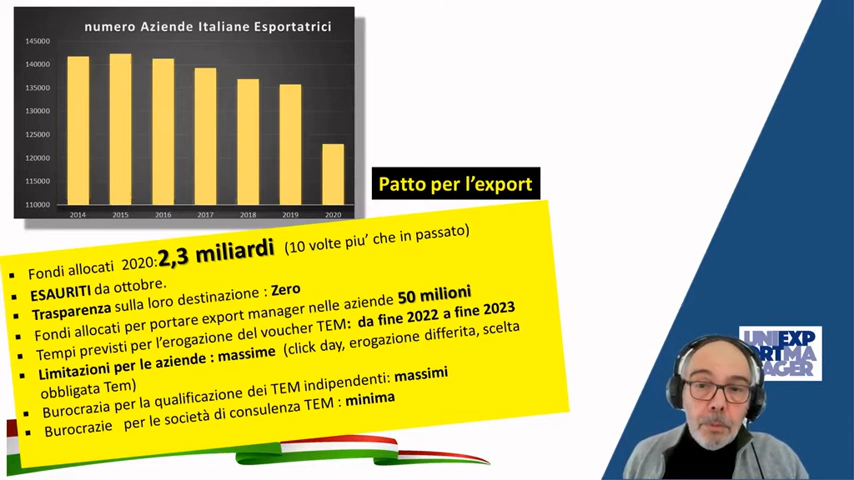 numero Aziende Italiane Esportatrici
145000
140000
135000
130000
125000
120000
115000
110000
2014 2015 2016 2017 2018 2019 2020
Patto per l’export
Fondi allocati 2020:2,3 miliardi (10 volte piu’ che in passato)
ESAURITI da ottobre.
Trasparenza sulla loro destinazione : Zero
Fondi allocati per portare export manager nelle aziende 50 milioni
Tempi previsti per l’erogazione del voucher TEM: da fine 2022 a fine 2023
Limitazioni per le aziende : massime (click day, erogazione differita, scelta
obbligata Tem)
Burocrazia per la qualificazione dei TEM indipendenti: massimi
Burocrazie per le società di consulenza TEM : minima
UNIEXP
ORTMA
NAGER